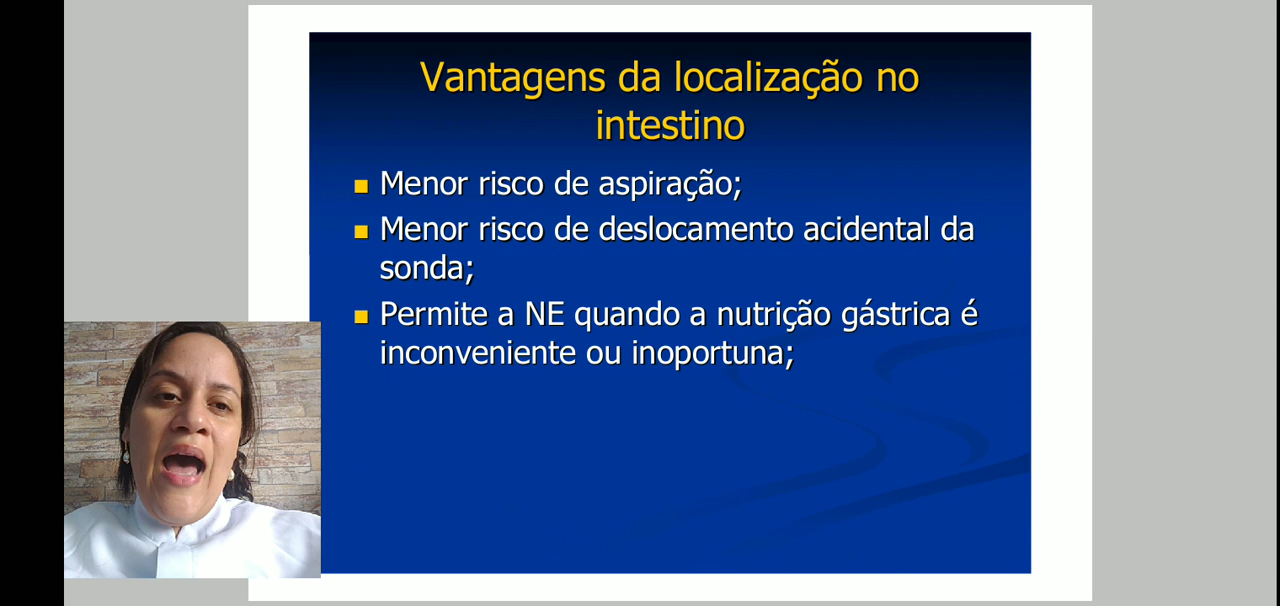 Vantagens da localização no
intestino
Menor risco de aspiração;
Menor risco de deslocamento acidental da
sonda;
Permite a NE quando a nutrição gástrica é
inconveniente ou inoportuna;